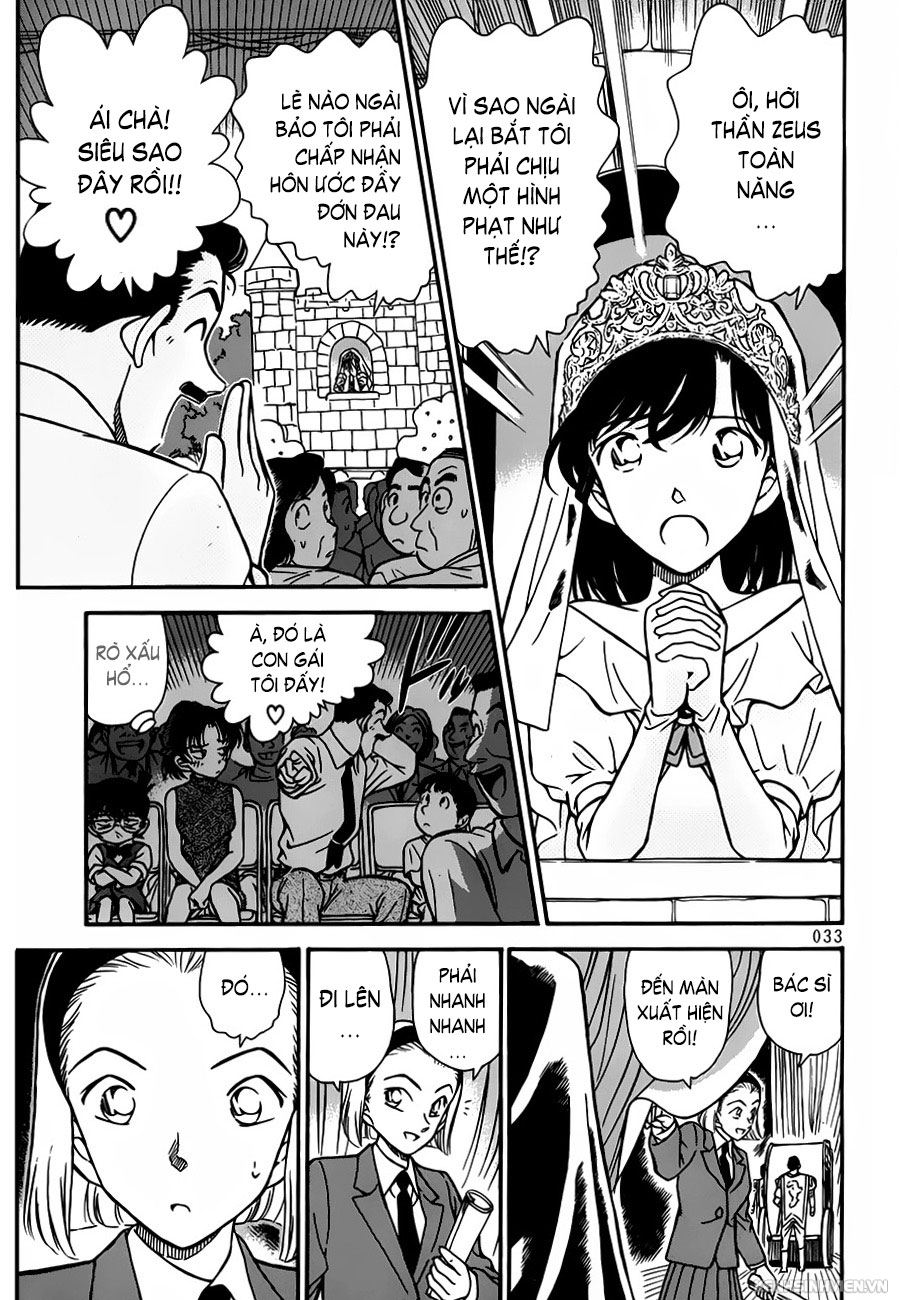 ÔI, HỠI
THẦN ZEUS
TOÀN
NĂNG
...
VÌ SAO NGÀI
LẠI BẮT TÔI
PHẢI CHỊU
MỘT HÌNH
PHẠT NHƯ
THẾ!?
LẼ NÀO NGÀI
BẢO TÔI PHẢI
CHẤP NHẬN
HÔN ƯỚC ĐẦY
ĐỚN ĐAU
NÀY!?
ÁI CHÀ!
SIÊU SAO
ĐÂY RỒI!!
♡
À, ĐÓ LÀ
CON GÁI
TÔI ĐẤY!
♡
RÕ XẤU
HỔ...
033
BÁC SĨ
ƠI!
ĐẾN MÀN
XUẤT HIỆN
RỒI!
PHẢI
NHANH
NHANH
...
ĐI LÊN
...
ĐÓ...